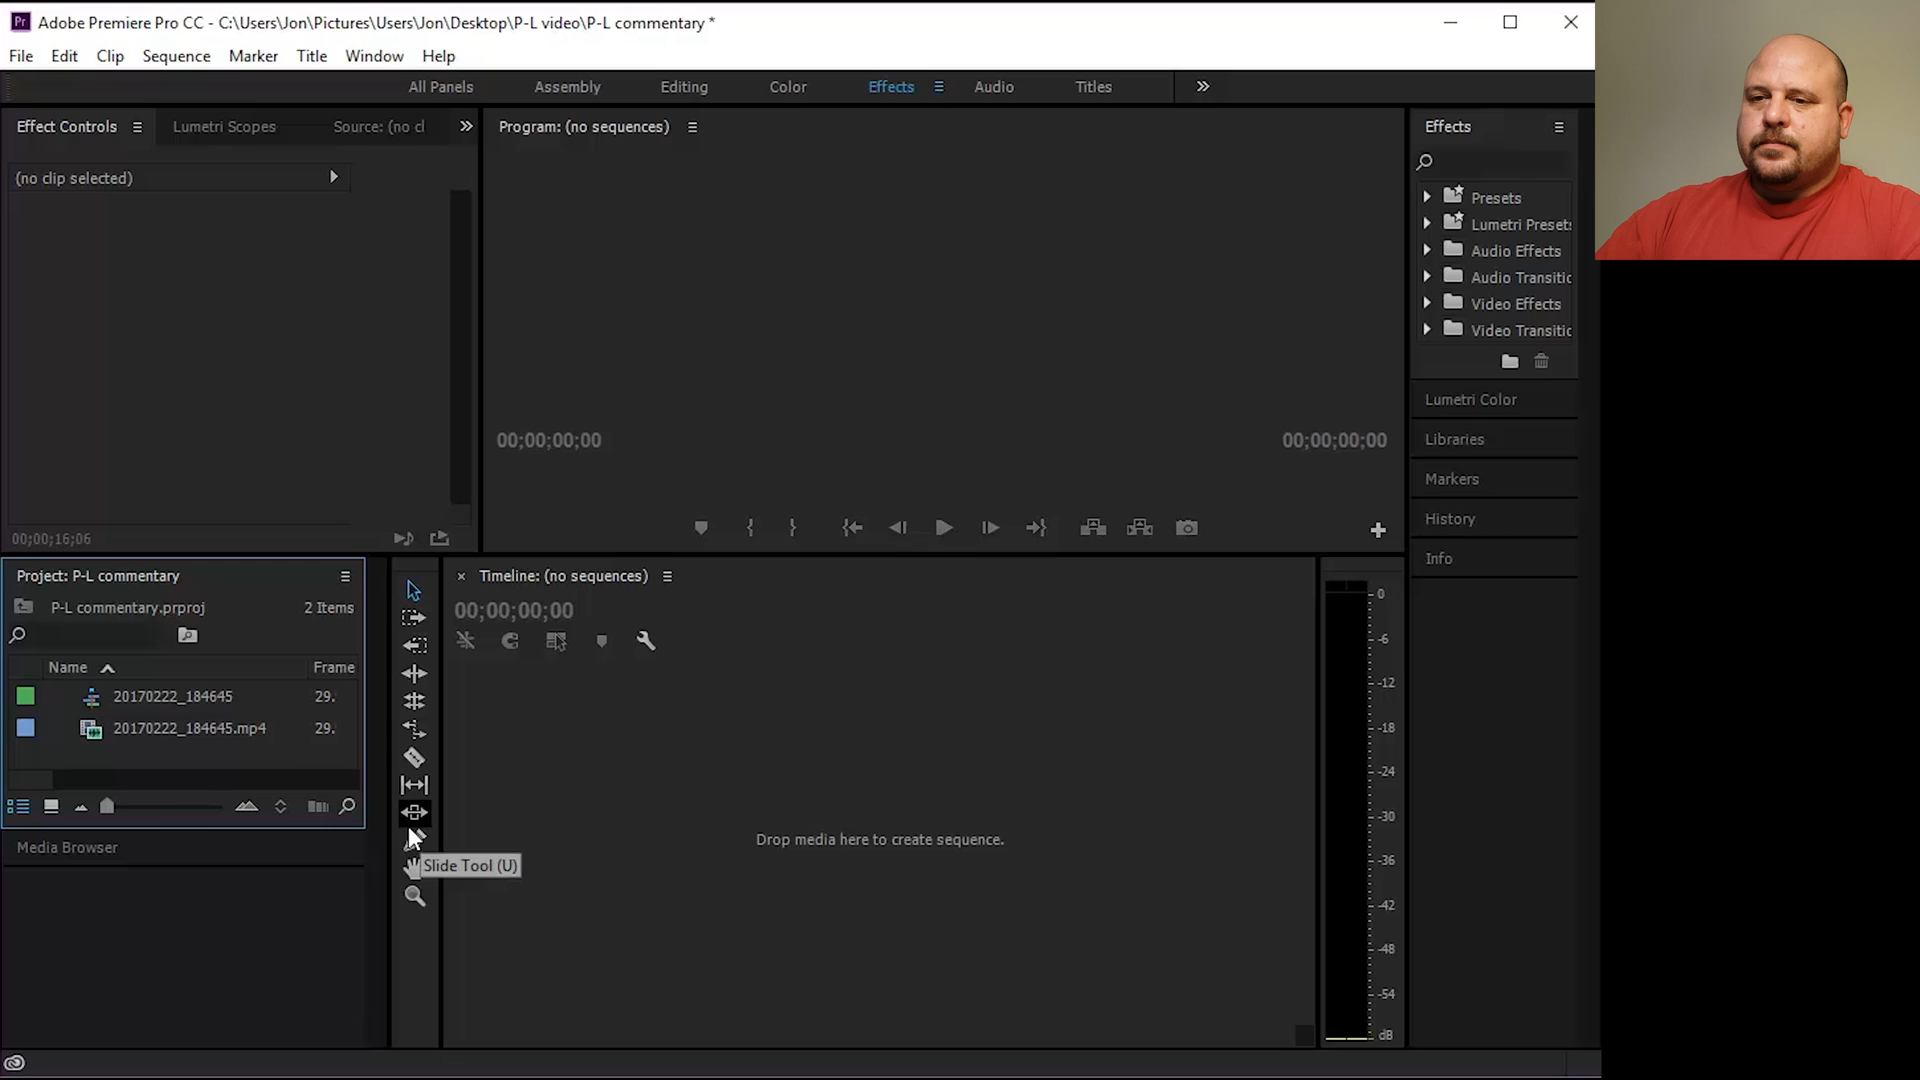 Adobe Premiere Pro CC - C:\Users\Jon\Pictures\Users\Jon\Desktop\P-L video\P-L commentary *
File Edit Clip Sequence Marker Title Window Help
All Panels Assembly Editing Color Effects Audio Titles
Effect Controls Lumetri Scopes Source: (no cl
(no clip selected)
00;00;16;06
Program: (no sequences)
00;00;00;00 00;00;00;00
Effects
Presets
Lumetri Presets
Audio Effects
Audio Transitic
Video Effects
Video Transitic
Lumetri Color
Libraries
Markers
History
Info
Project: P-L commentary
P-L commentary.prproj 2 Items
Name Frame
20170222_184645 29.
20170222_184645.mp4 29.
Media Browser
Slide Tool (U)
× Timeline: (no sequences)
00;00;00;00
Drop media here to create sequence.
0
-6
-12
-18
-24
-30
-36
-42
-48
-54
dB